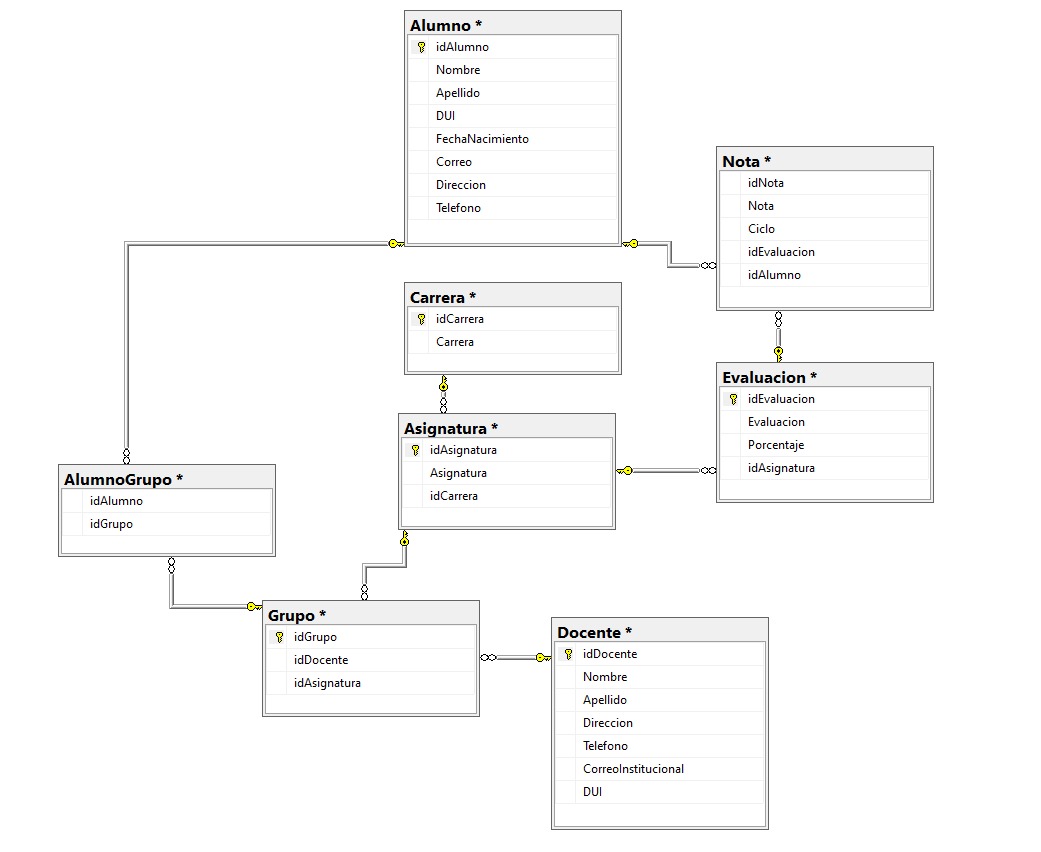 Alumno *
idAlumno
Nombre
Apellido
DUI
FechaNacimiento
Correo
Direccion
Telefono
Nota *
idNota
Nota
Ciclo
idEvaluacion
idAlumno
Carrera *
idCarrera
Carrera
Evaluacion *
idEvaluacion
Evaluacion
Porcentaje
idAsignatura
Asignatura *
idAsignatura
Asignatura
idCarrera
AlumnoGrupo *
idAlumno
idGrupo
Grupo *
idGrupo
idDocente
idAsignatura
Docente *
idDocente
Nombre
Apellido
Direccion
Telefono
CorreoInstitucional
DUI